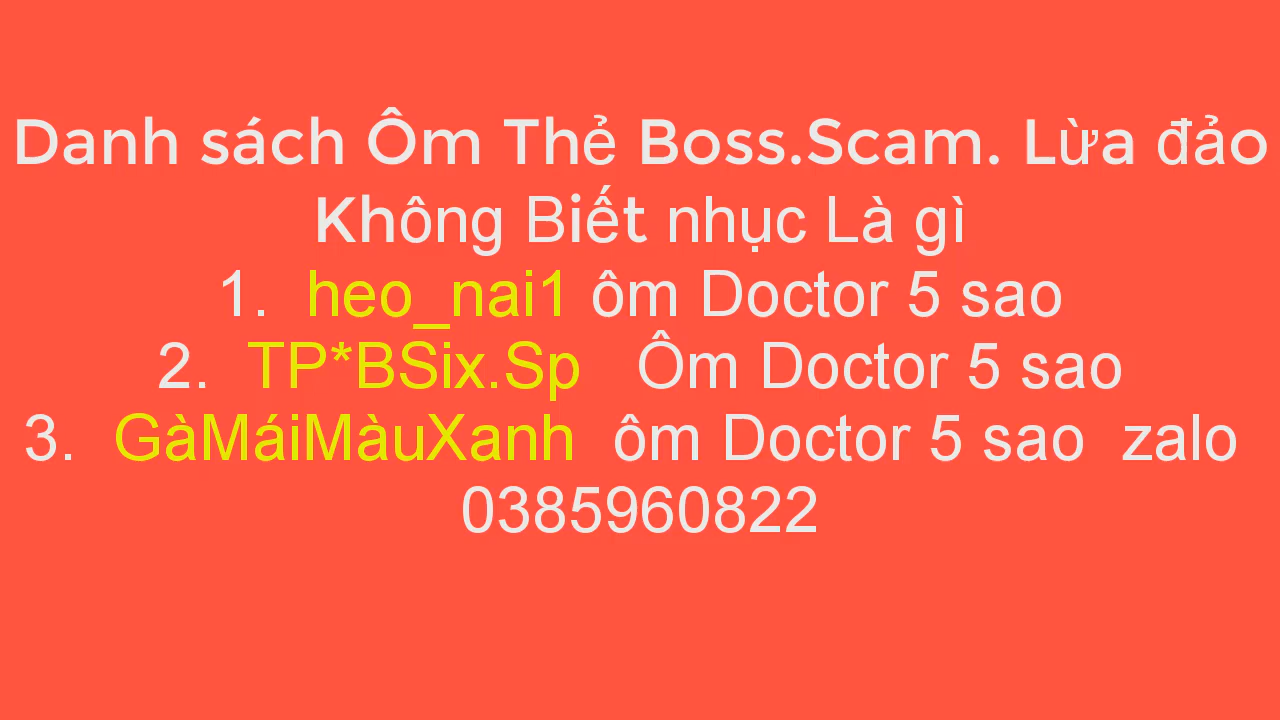 Danh sách Ôm Thẻ Boss.Scam. Lừa đảo
Không Biết nhục Là gì
1. heo_nai1 ôm Doctor 5 sao
2. TP*BSix.Sp Ôm Doctor 5 sao
3. GàMáiMàuXanh ôm Doctor 5 sao zalo
0385960822